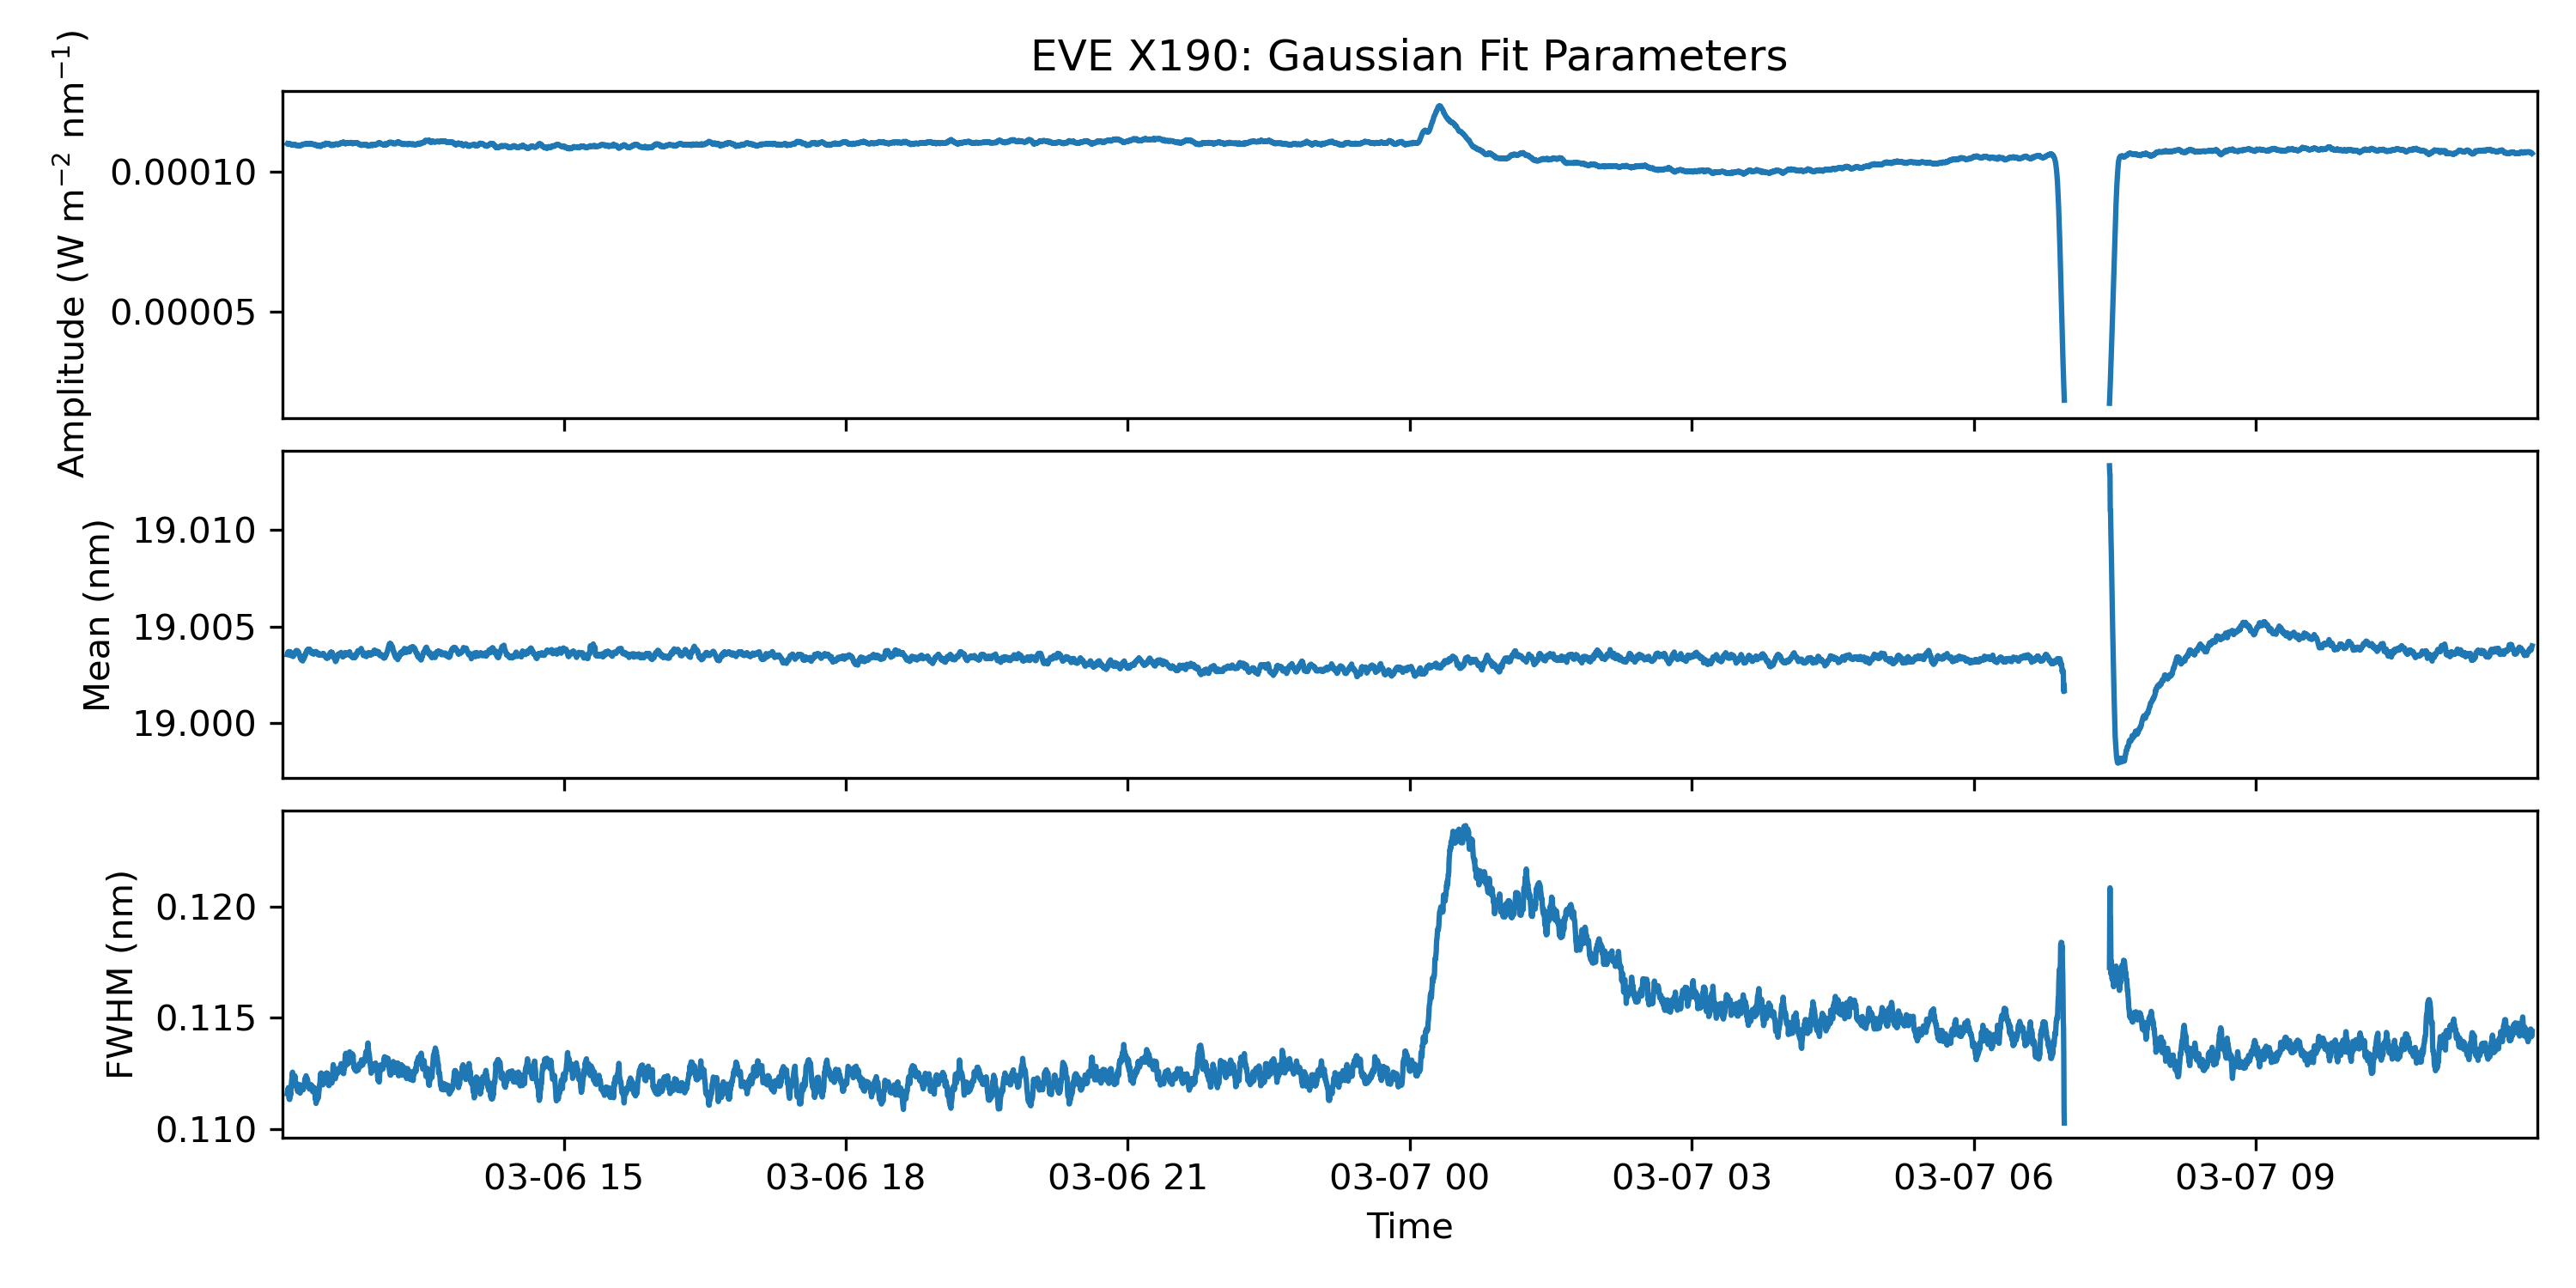 EVE X190: Gaussian Fit Parameters
Amplitude (W m⁻² nm⁻¹)
0.00010
0.00005
Mean (nm)
19.010
19.005
19.000
FWHM (nm)
0.120
0.115
0.110
03-06 15 03-06 18 03-06 21 03-07 00 03-07 03 03-07 06 03-07 09
Time